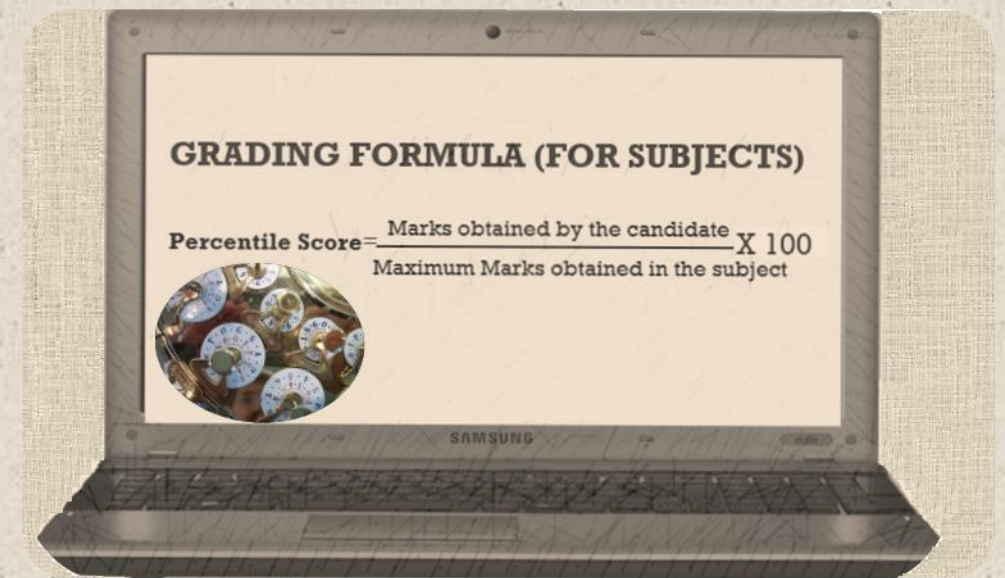 GRADING FORMULA (FOR SUBJECTS)
Marks obtained by the candidate
Percentile Score= X 100
Maximum Marks obtained in the subject
SAMSUNG